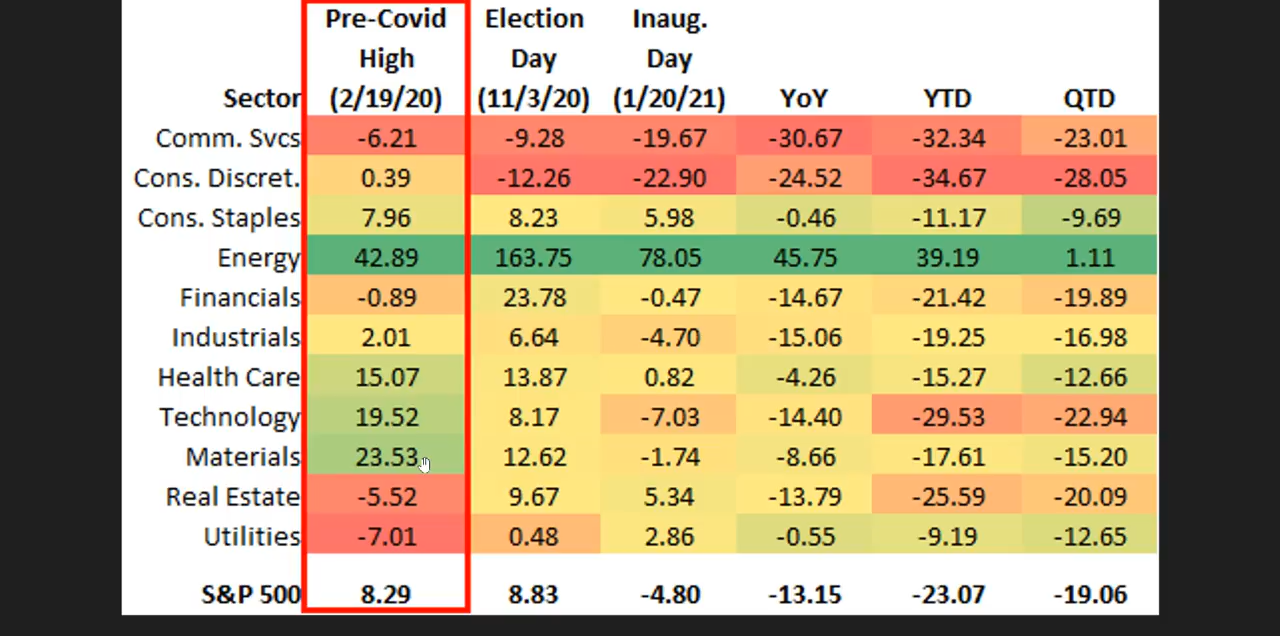 Pre-Covid Election Inaug.
High Day Day
Sector (2/19/20) (11/3/20) (1/20/21) YoY YTD QTD
Comm. Svcs -6.21 -9.28 -19.67 -30.67 -32.34 -23.01
Cons. Discret. 0.39 -12.26 -22.90 -24.52 -34.67 -28.05
Cons. Staples 7.96 8.23 5.98 -0.46 -11.17 -9.69
Energy 42.89 163.75 78.05 45.75 39.19 1.11
Financials -0.89 23.78 -0.47 -14.67 -21.42 -19.89
Industrials 2.01 6.64 -4.70 -15.06 -19.25 -16.98
Health Care 15.07 13.87 0.82 -4.26 -15.27 -12.66
Technology 19.52 8.17 -7.03 -14.40 -29.53 -22.94
Materials 23.53 12.62 -1.74 -8.66 -17.61 -15.20
Real Estate -5.52 9.67 5.34 -13.79 -25.59 -20.09
Utilities -7.01 0.48 2.86 -0.55 -9.19 -12.65
S&P 500 8.29 8.83 -4.80 -13.15 -23.07 -19.06